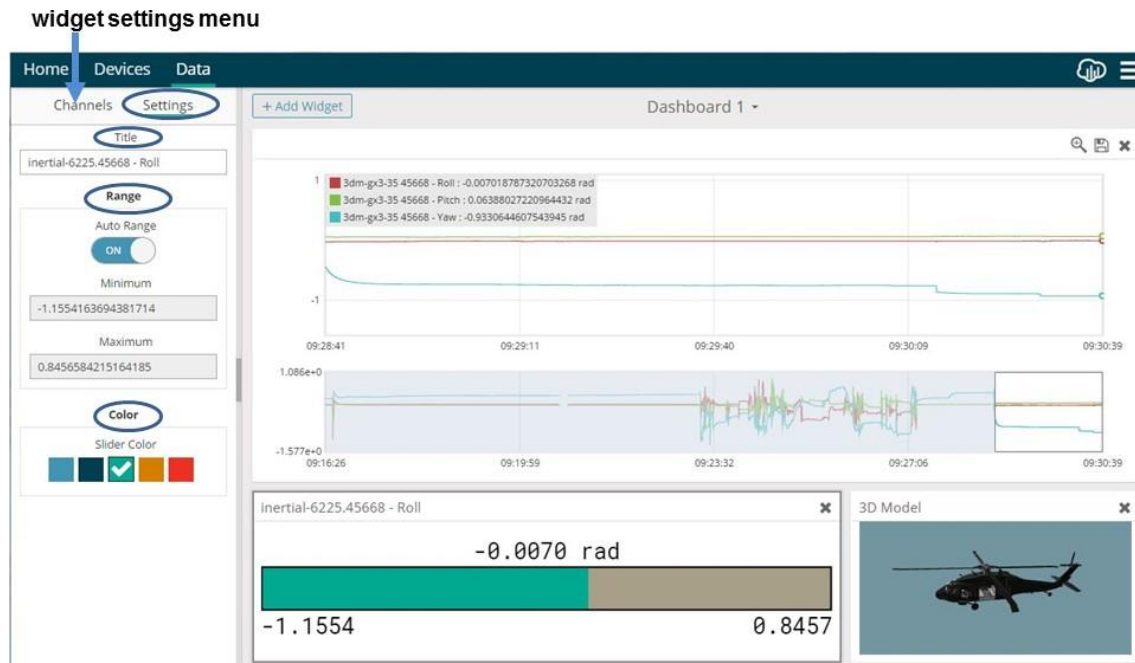 widget settings menu
Home Devices Data
Channels Settings
Title
inertial-6225.45668 - Roll
Range
Auto Range
ON
Minimum
-1.1554163694381714
Maximum
0.8456584215164185
Color
Slider Color
+ Add Widget
Dashboard 1
1
3dm-gx3-35 45668 - Roll : -0.007018787320703268 rad
3dm-gx3-35 45668 - Pitch : 0.06388027220964432 rad
3dm-gx3-35 45668 - Yaw : -0.9330644607543945 rad
-1
09:28:41 09:29:11 09:29:40 09:30:09 09:30:39
1.086e+0
-1.577e+0
09:16:26 09:19:59 09:23:32 09:27:06 09:30:39
inertial-6225.45668 - Roll
-0.0070 rad
-1.1554 0.8457
3D Model